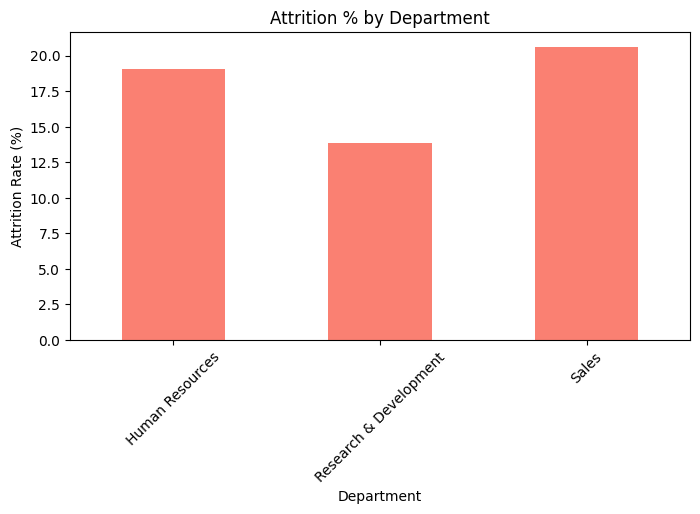 Attrition % by Department
Attrition Rate (%)
20.0
17.5
15.0
12.5
10.0
7.5
5.0
2.5
0.0
Human Resources
Research & Development
Sales
Department